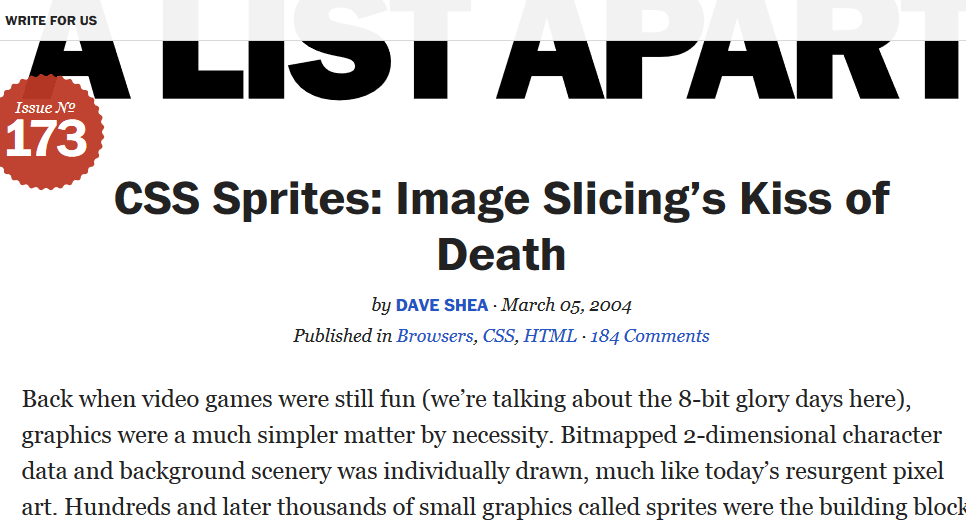 WRITE FOR US
A LIST APART
Issue Nº
173
CSS Sprites: Image Slicing’s Kiss of
Death
by DAVE SHEA · March 05, 2004
Published in Browsers, CSS, HTML · 184 Comments
Back when video games were still fun (we’re talking about the 8-bit glory days here),
graphics were a much simpler matter by necessity. Bitmapped 2-dimensional character
data and background scenery was individually drawn, much like today’s resurgent pixel
art. Hundreds and later thousands of small graphics called sprites were the building block